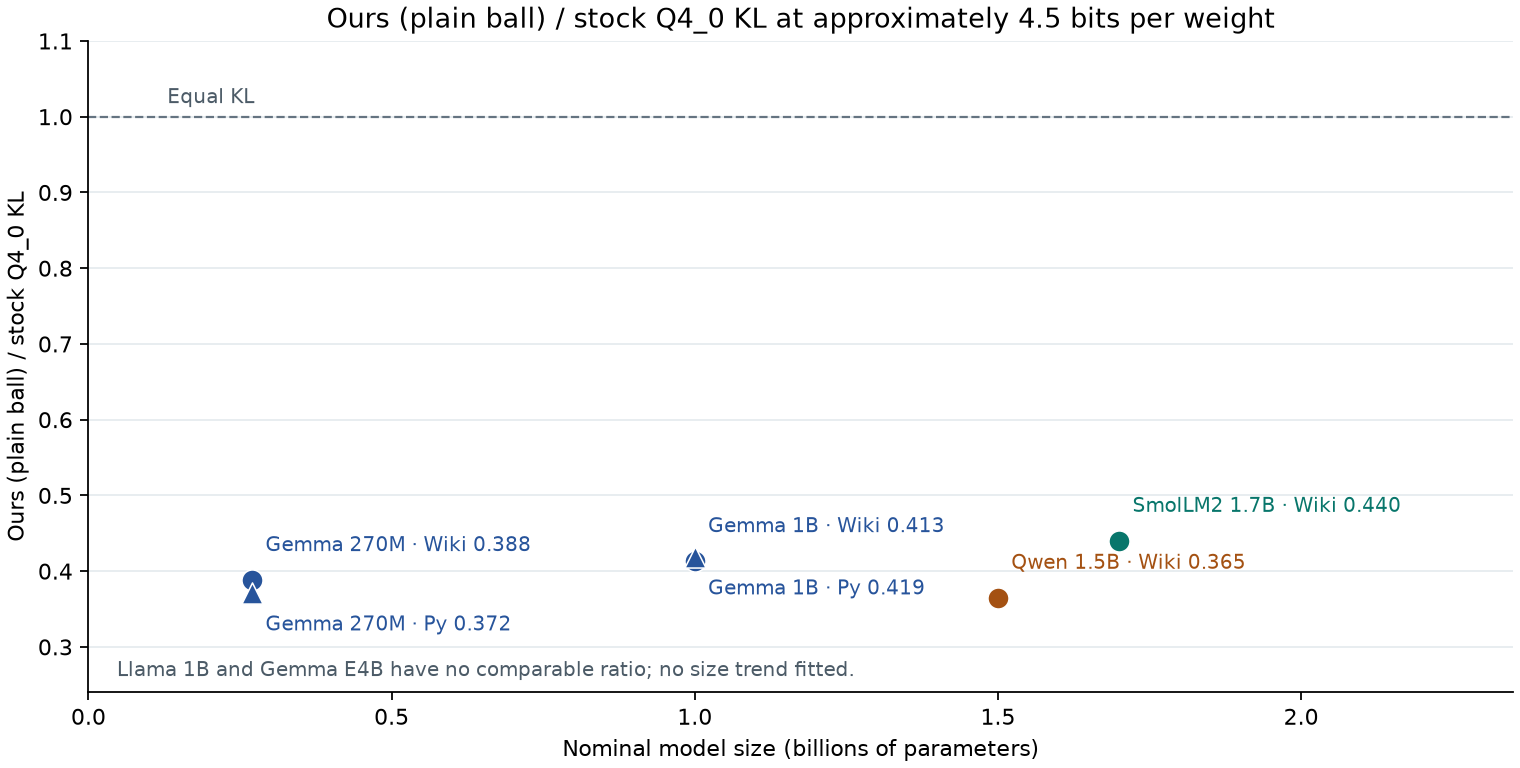 Ours (plain ball) / stock Q4_0 KL at approximately 4.5 bits per weight
Ours (plain ball) / stock Q4_0 KL
1.1
1.0
0.9
0.8
0.7
0.6
0.5
0.4
0.3
Equal KL
SmolLM2 1.7B · Wiki 0.440
Gemma 1B · Wiki 0.413
Gemma 270M · Wiki 0.388
Qwen 1.5B · Wiki 0.365
Gemma 1B · Py 0.419
Gemma 270M · Py 0.372
Llama 1B and Gemma E4B have no comparable ratio; no size trend fitted.
0.0
0.5
1.0
1.5
2.0
Nominal model size (billions of parameters)